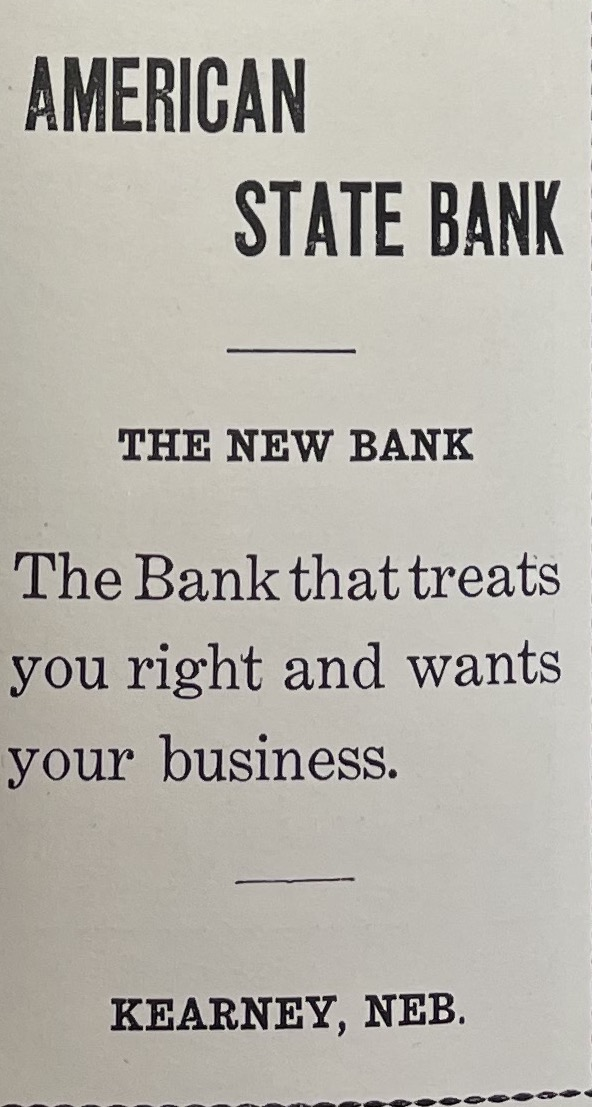 AMERICAN
STATE BANK
THE NEW BANK
The Bank that treats
you right and wants
your business.
KEARNEY, NEB.